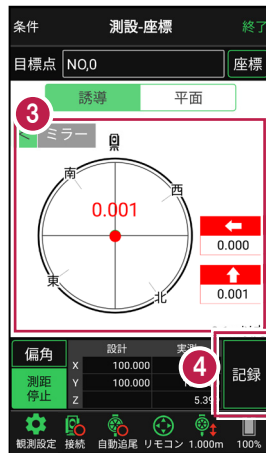 条件 測設-座標 終了
目標点 NO,0 座標
誘導 平面
3
< ミラー
南
西
0.001
0.000
東
北
0.001
4
偏角 設計 実測
X 100.000
測距停止 Y 100.000
Z 5.39
記録
観測設定 接続 自動追尾 リモコン 1.000m 100%